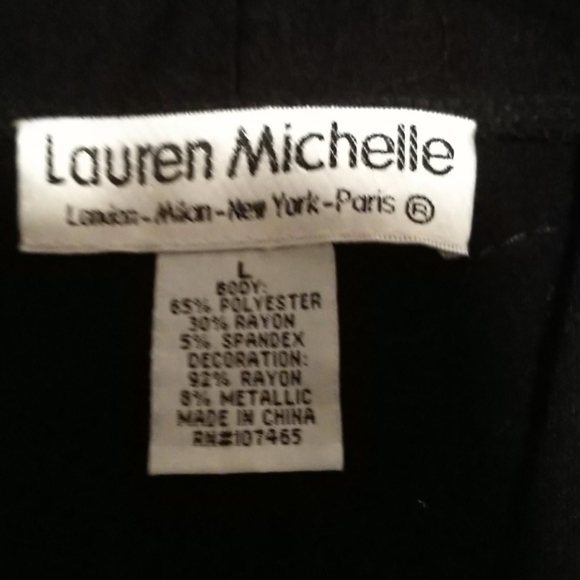 Lauren Michelle
London-Milan-New York-Paris ®
L
BODY:
65% POLYESTER
30% RAYON
5% SPANDEX
DECORATION:
92% RAYON
8% METALLIC
MADE IN CHINA
RN#107465